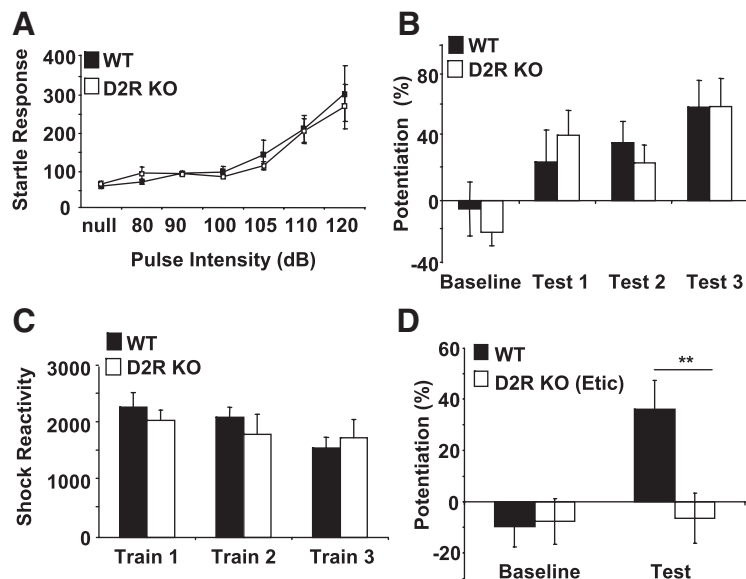 A
WT
D2R KO
Startle Response
400
300
200
100
0
null 80 90 100 105 110 120
Pulse Intensity (dB)
B
WT
D2R KO
Potentiation (%)
80
40
0
-40
Baseline Test 1 Test 2 Test 3
C
WT
D2R KO
Shock Reactivity
3000
2000
1000
0
Train 1 Train 2 Train 3
D
WT
D2R KO (Etic)
Potentiation (%)
60
40
20
0
-20
**
Baseline Test